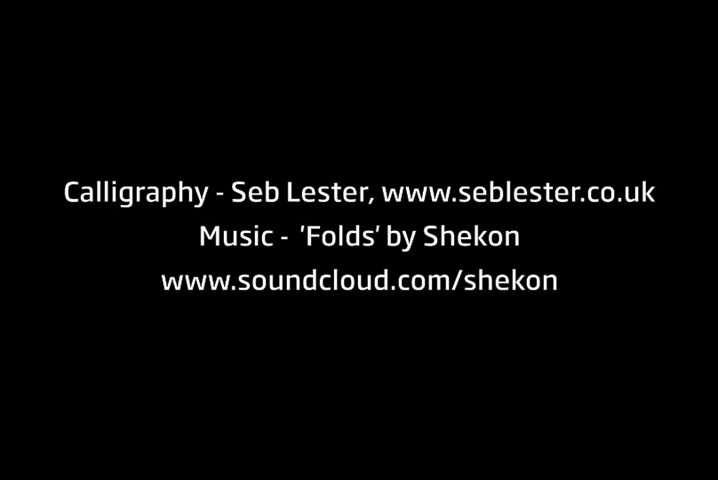 Calligraphy - Seb Lester, www.seblester.co.uk
Music - 'Folds' by Shekon
www.soundcloud.com/shekon